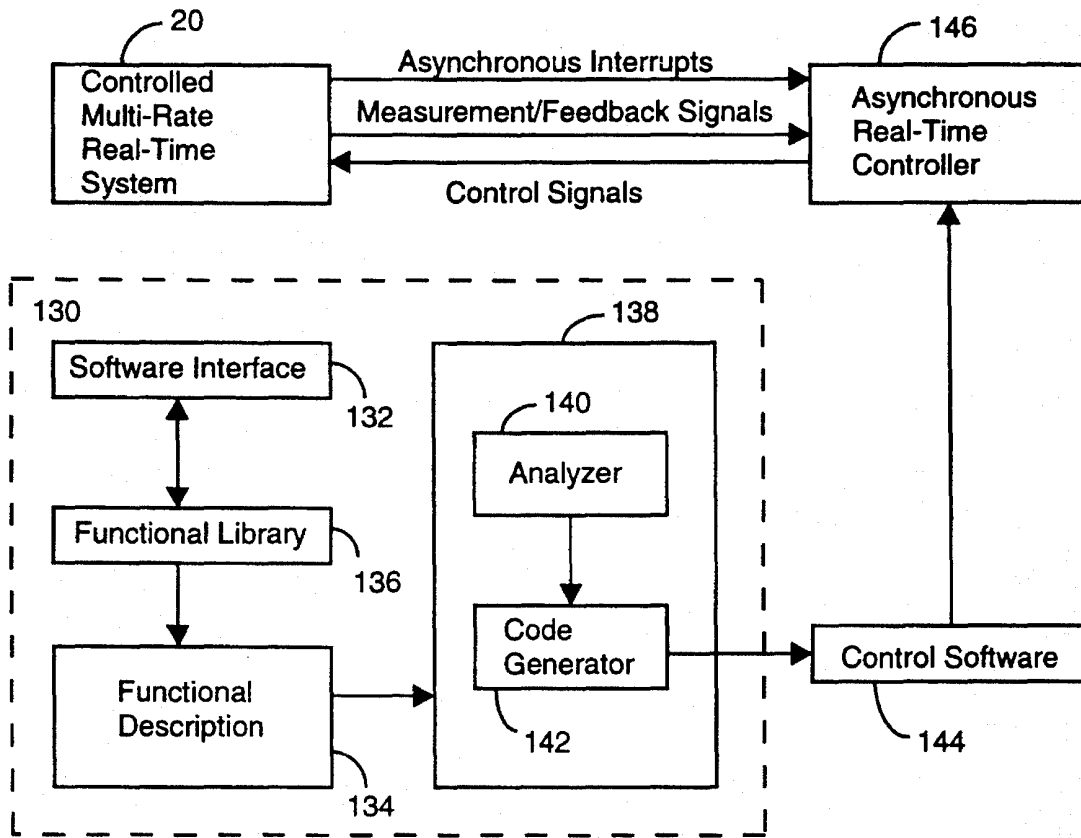 20
146
Controlled
Multi-Rate
Real-Time
System
Asynchronous Interrupts
Measurement/Feedback Signals
Control Signals
Asynchronous
Real-Time
Controller
130
138
Software Interface
132
140
Analyzer
Functional Library
136
Code
Generator
142
Control Software
144
Functional
Description
134